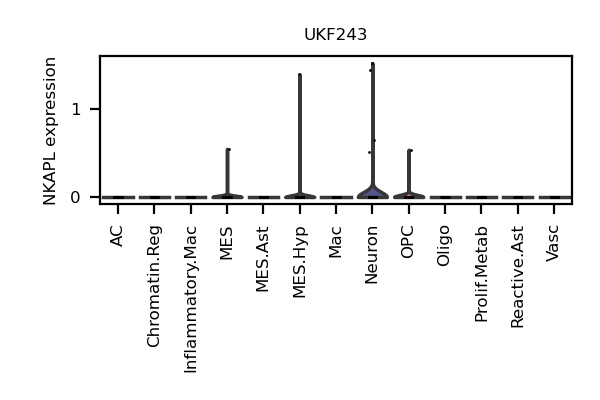 UKF243
NKAPL expression
1
0
AC
Chromatin.Reg
Inflammatory.Mac
MES
MES.Ast
MES.Hyp
Mac
Neuron
OPC
Oligo
Prolif.Metab
Reactive.Ast
Vasc